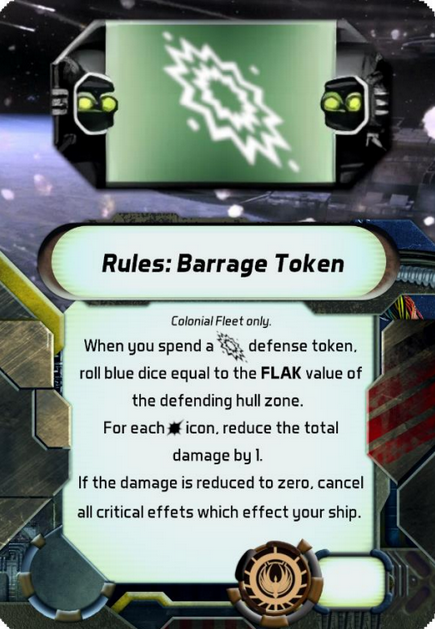 Rules: Barrage Token
Colonial Fleet only.
When you spend a defense token,
roll blue dice equal to the FLAK value of
the defending hull zone.
For each icon, reduce the total
damage by 1.
If the damage is reduced to zero, cancel
all critical effets which effect your ship.